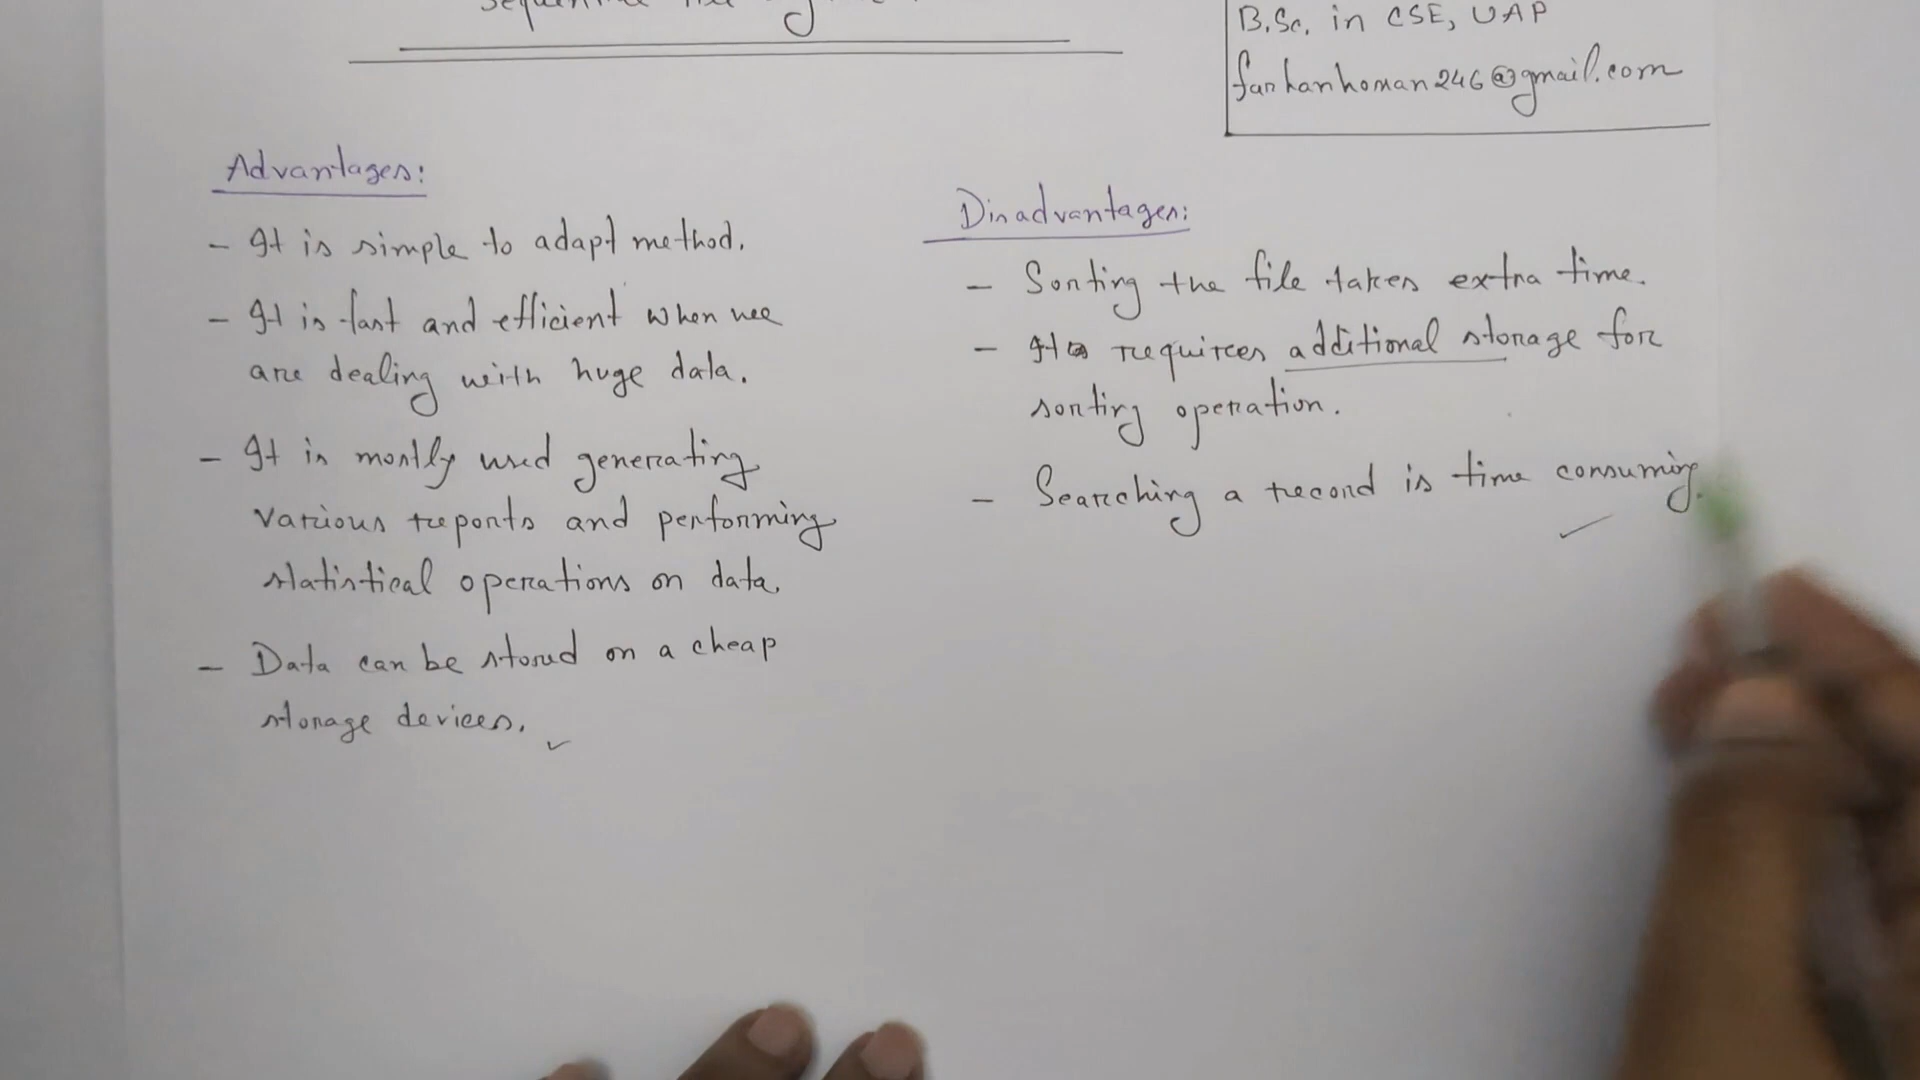 Sequential file
B.Sc. in CSE, UAP
farhanhoman246@gmail.com
Advantages:
- It is simple to adapt method.
- It is fast and efficient when we
are dealing with huge data.
- It is mostly used generating
various reports and performing
statistical operations on data.
- Data can be stored on a cheap
storage devices.
Disadvantages:
- Sorting the file takes extra time.
- It requires additional storage for
sorting operation.
- Searching a record is time consuming.